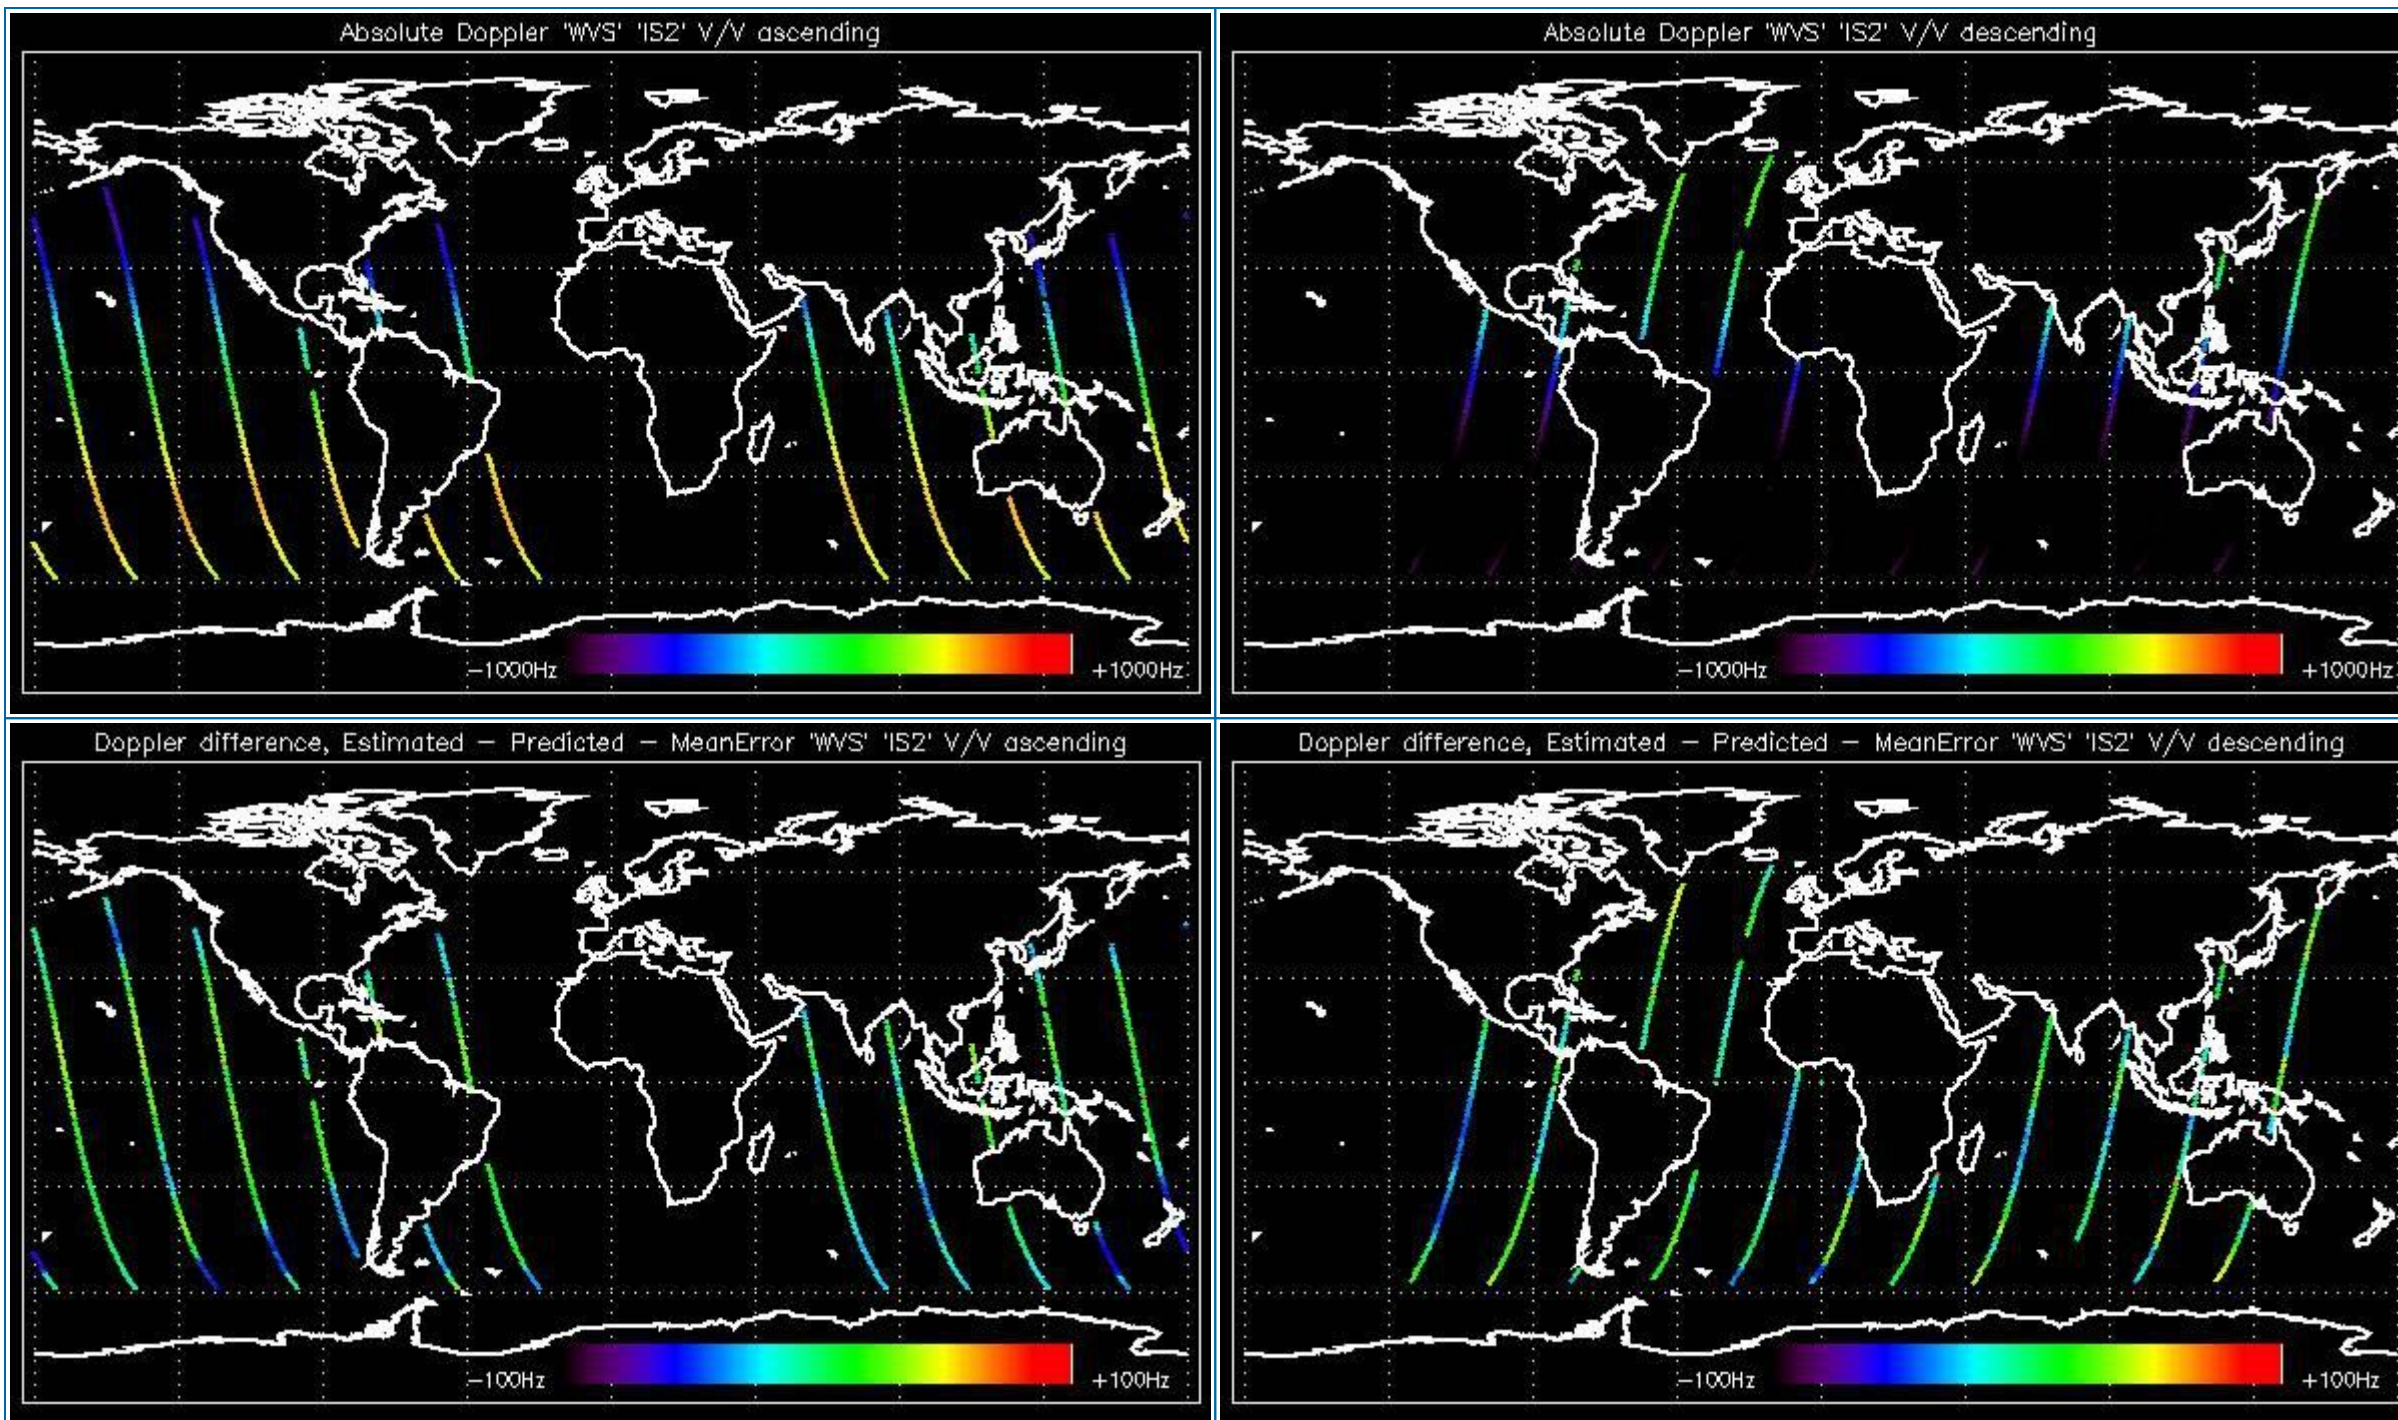 Absolute Doppler 'WVS' 'IS2' V/V ascending
-1000Hz
+1000Hz
Absolute Doppler 'WVS' 'IS2' V/V descending
-1000Hz
+1000Hz
Doppler difference, Estimated - Predicted - MeanError 'WVS' 'IS2' V/V ascending
-100Hz
+100Hz
Doppler difference, Estimated - Predicted - MeanError 'WVS' 'IS2' V/V descending
-100Hz
+100Hz